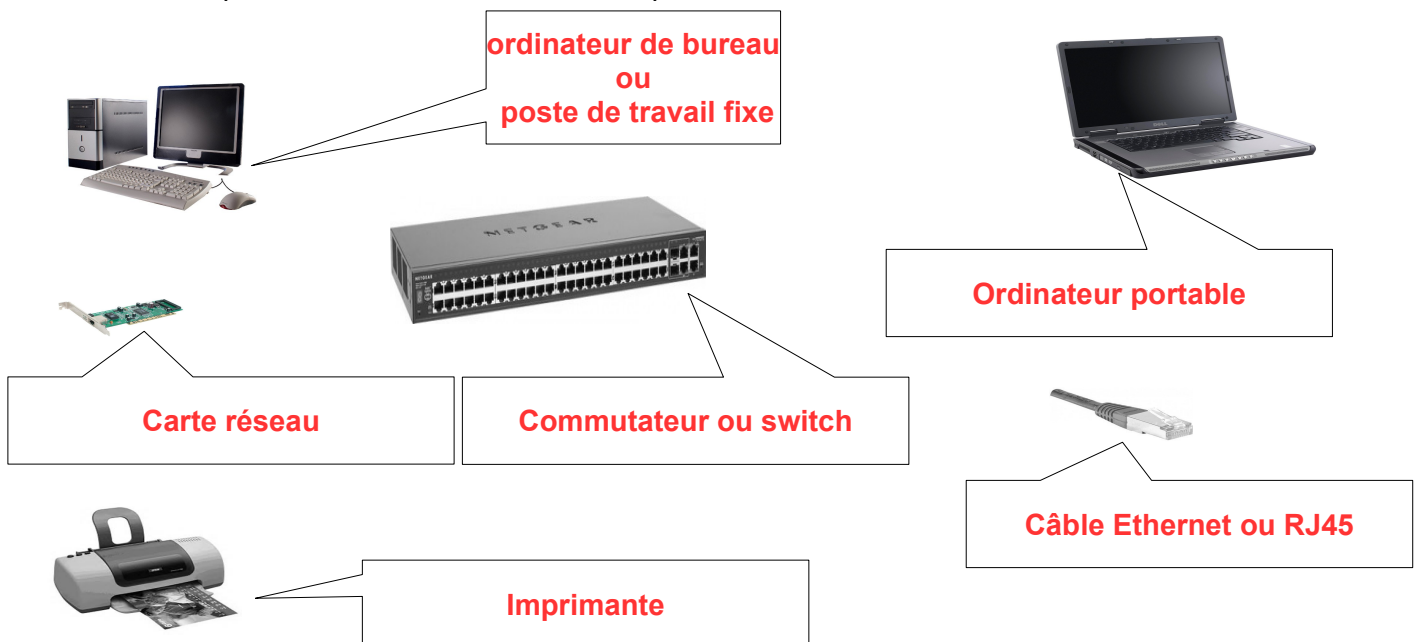 ordinateur de bureau
ou
poste de travail fixe
NETGEAR
NETGEAR
Ordinateur portable
Carte réseau
Commutateur ou switch
Câble Ethernet ou RJ45
Imprimante